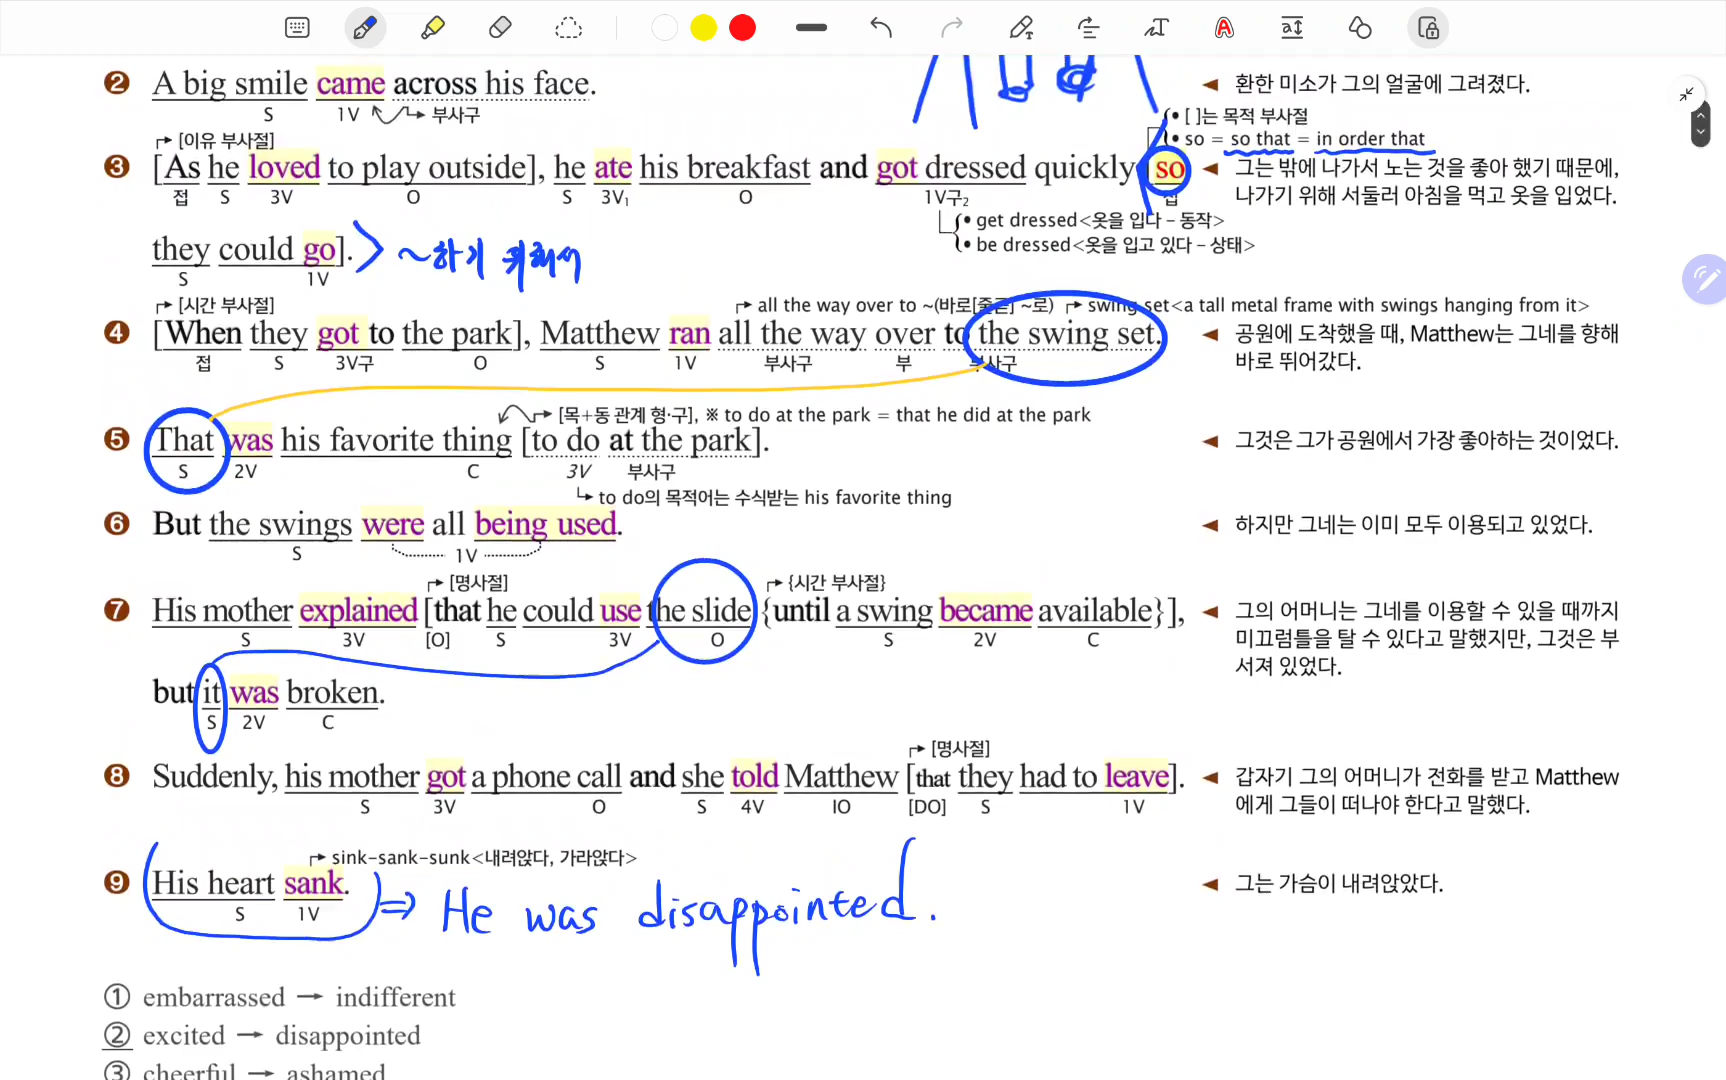 ② A big smile came across his face.
S 1V 부사구
◀ 환한 미소가 그의 얼굴에 그려졌다.
• [ ]는 목적 부사절
• so = so that = in order that
[이유 부사절]
③ [As he loved to play outside], he ate his breakfast and got dressed quickly [so
접 S 3V O S 3V₁ O 1V구₂ 접
◀ 그는 밖에 나가서 노는 것을 좋아 했기 때문에,
나가기 위해 서둘러 아침을 먹고 옷을 입었다.
• get dressed<옷을 입다 – 동작>
• be dressed<옷을 입고 있다 – 상태>
they could go]. ~하기 위해서
S 1V
[시간 부사절] all the way over to ~(바로[줄곧] ~로) swing set<a tall metal frame with swings hanging from it>
④ [When they got to the park], Matthew ran all the way over to the swing set.
접 S 3V구 O S 1V 부사구 부 부사구
◀ 공원에 도착했을 때, Matthew는 그네를 향해
바로 뛰어갔다.
[목+동 관계 형·구], ※ to do at the park = that he did at the park
⑤ That was his favorite thing [to do at the park].
S 2V C 3V 부사구
◀ 그것은 그가 공원에서 가장 좋아하는 것이었다.
to do의 목적어는 수식받는 his favorite thing
⑥ But the swings were all being used.
S 1V
◀ 하지만 그네는 이미 모두 이용되고 있었다.
[명사절] {시간 부사절}
⑦ His mother explained [that he could use the slide {until a swing became available}],
S 3V [O] S 3V O S 2V C
◀ 그의 어머니는 그네를 이용할 수 있을 때까지
미끄럼틀을 탈 수 있다고 말했지만, 그것은 부
서져 있었다.
but it was broken.
S 2V C
[명사절]
⑧ Suddenly, his mother got a phone call and she told Matthew [that they had to leave].
S 3V O S 4V IO [DO] S 1V
◀ 갑자기 그의 어머니가 전화를 받고 Matthew
에게 그들이 떠나야 한다고 말했다.
sink-sank-sunk<내려앉다, 가라앉다>
⑨ His heart sank. ⇒ He was disappointed.
S 1V
◀ 그는 가슴이 내려앉았다.
① embarrassed → indifferent
② excited → disappointed
③ cheerful → ashamed